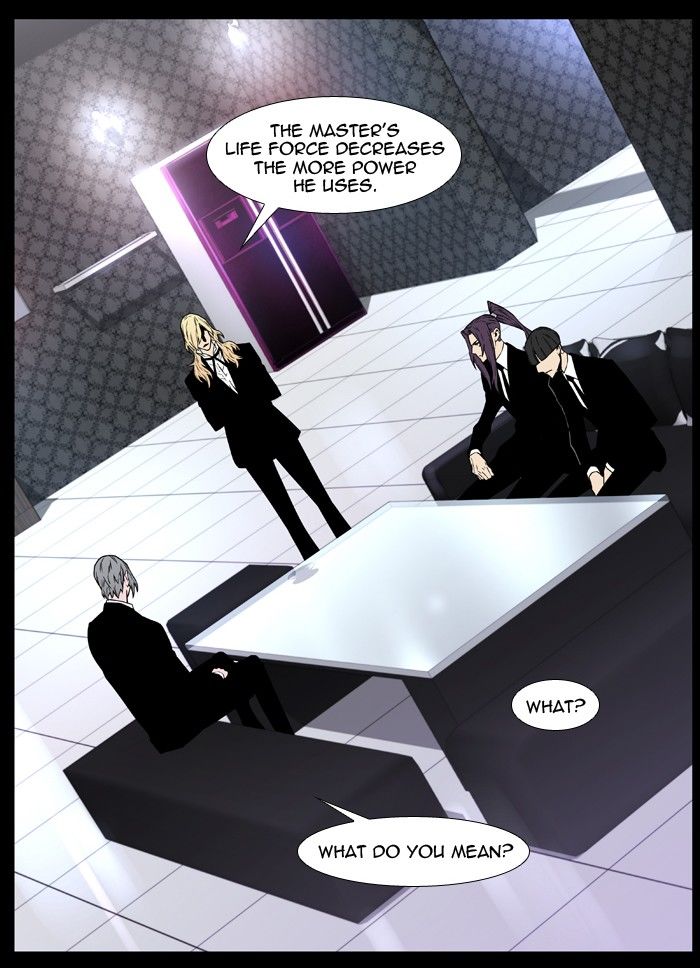 THE MASTER'S
LIFE FORCE DECREASES
THE MORE POWER
HE USES.
WHAT?
WHAT DO YOU MEAN?